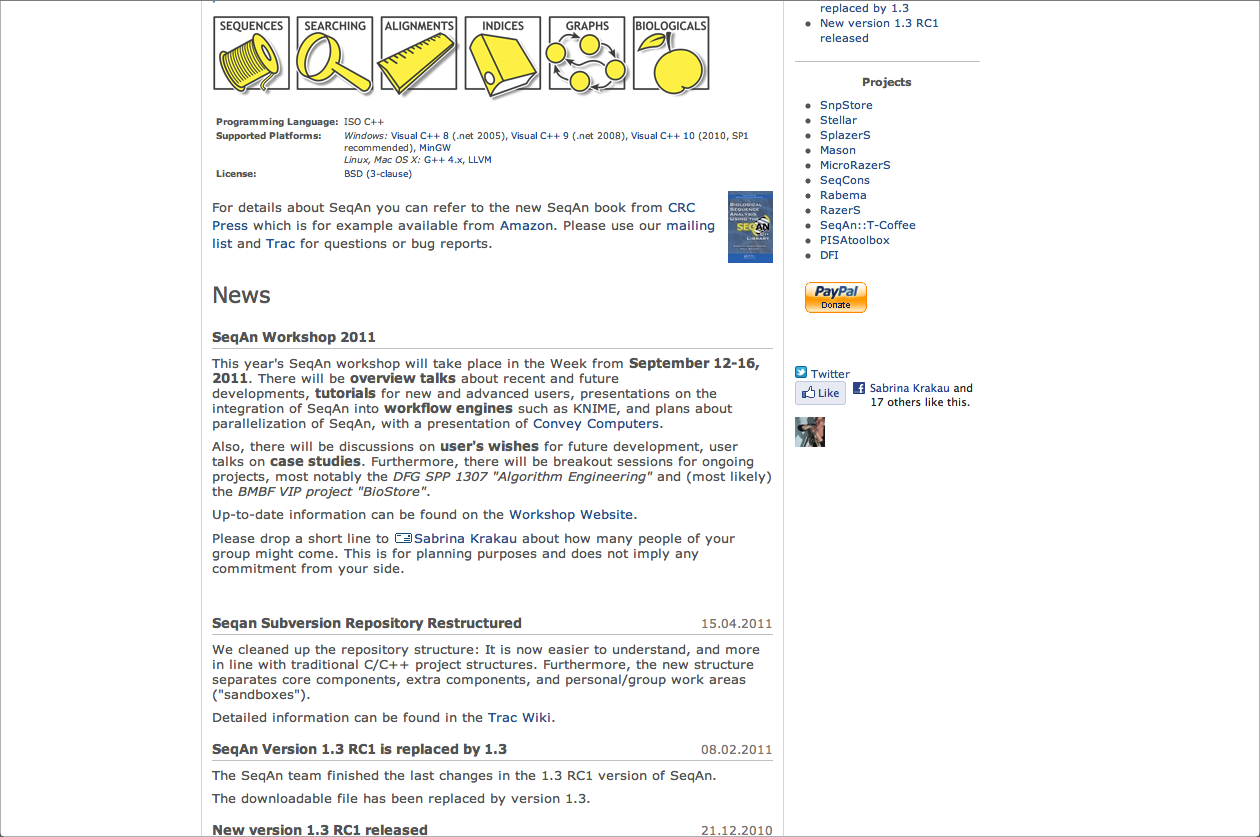 SEQUENCES SEARCHING ALIGNMENTS INDICES GRAPHS BIOLOGICALS
Programming Language: ISO C++
Supported Platforms: Windows: Visual C++ 8 (.net 2005), Visual C++ 9 (.net 2008), Visual C++ 10 (2010, SP1
recommended), MinGW
Linux, Mac OS X: G++ 4.x, LLVM
License: BSD (3-clause)
For details about SeqAn you can refer to the new SeqAn book from CRC
Press which is for example available from Amazon. Please use our mailing
list and Trac for questions or bug reports.
BIOLOGICAL
SEQUENCE
ANALYSIS
USING THE
SEQAN
C++
LIBRARY
News
SeqAn Workshop 2011
This year's SeqAn workshop will take place in the Week from September 12-16,
2011. There will be overview talks about recent and future
developments, tutorials for new and advanced users, presentations on the
integration of SeqAn into workflow engines such as KNIME, and plans about
parallelization of SeqAn, with a presentation of Convey Computers.
Also, there will be discussions on user's wishes for future development, user
talks on case studies. Furthermore, there will be breakout sessions for ongoing
projects, most notably the DFG SPP 1307 "Algorithm Engineering" and (most likely)
the BMBF VIP project "BioStore".
Up-to-date information can be found on the Workshop Website.
Please drop a short line to Sabrina Krakau about how many people of your
group might come. This is for planning purposes and does not imply any
commitment from your side.
Seqan Subversion Repository Restructured 15.04.2011
We cleaned up the repository structure: It is now easier to understand, and more
in line with traditional C/C++ project structures. Furthermore, the new structure
separates core components, extra components, and personal/group work areas
("sandboxes").
Detailed information can be found in the Trac Wiki.
SeqAn Version 1.3 RC1 is replaced by 1.3 08.02.2011
The SeqAn team finished the last changes in the 1.3 RC1 version of SeqAn.
The downloadable file has been replaced by version 1.3.
New version 1.3 RC1 released 21.12.2010
replaced by 1.3
New version 1.3 RC1
released
Projects
SnpStore
Stellar
SplazerS
Mason
MicroRazerS
SeqCons
Rabema
RazerS
SeqAn::T-Coffee
PISAtoolbox
DFI
PayPal
Donate
Twitter
Like Sabrina Krakau and
17 others like this.